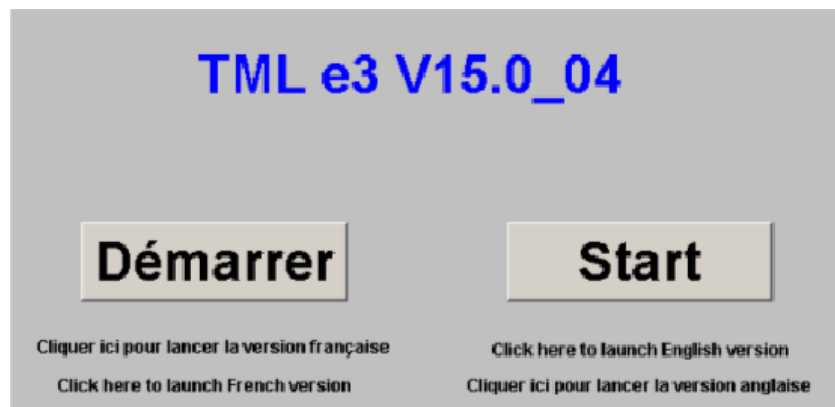 TML e3 V15.0_04
Démarrer
Start
Cliquer ici pour lancer la version française
Click here to launch French version
Click here to launch English version
Cliquer ici pour lancer la version anglaise